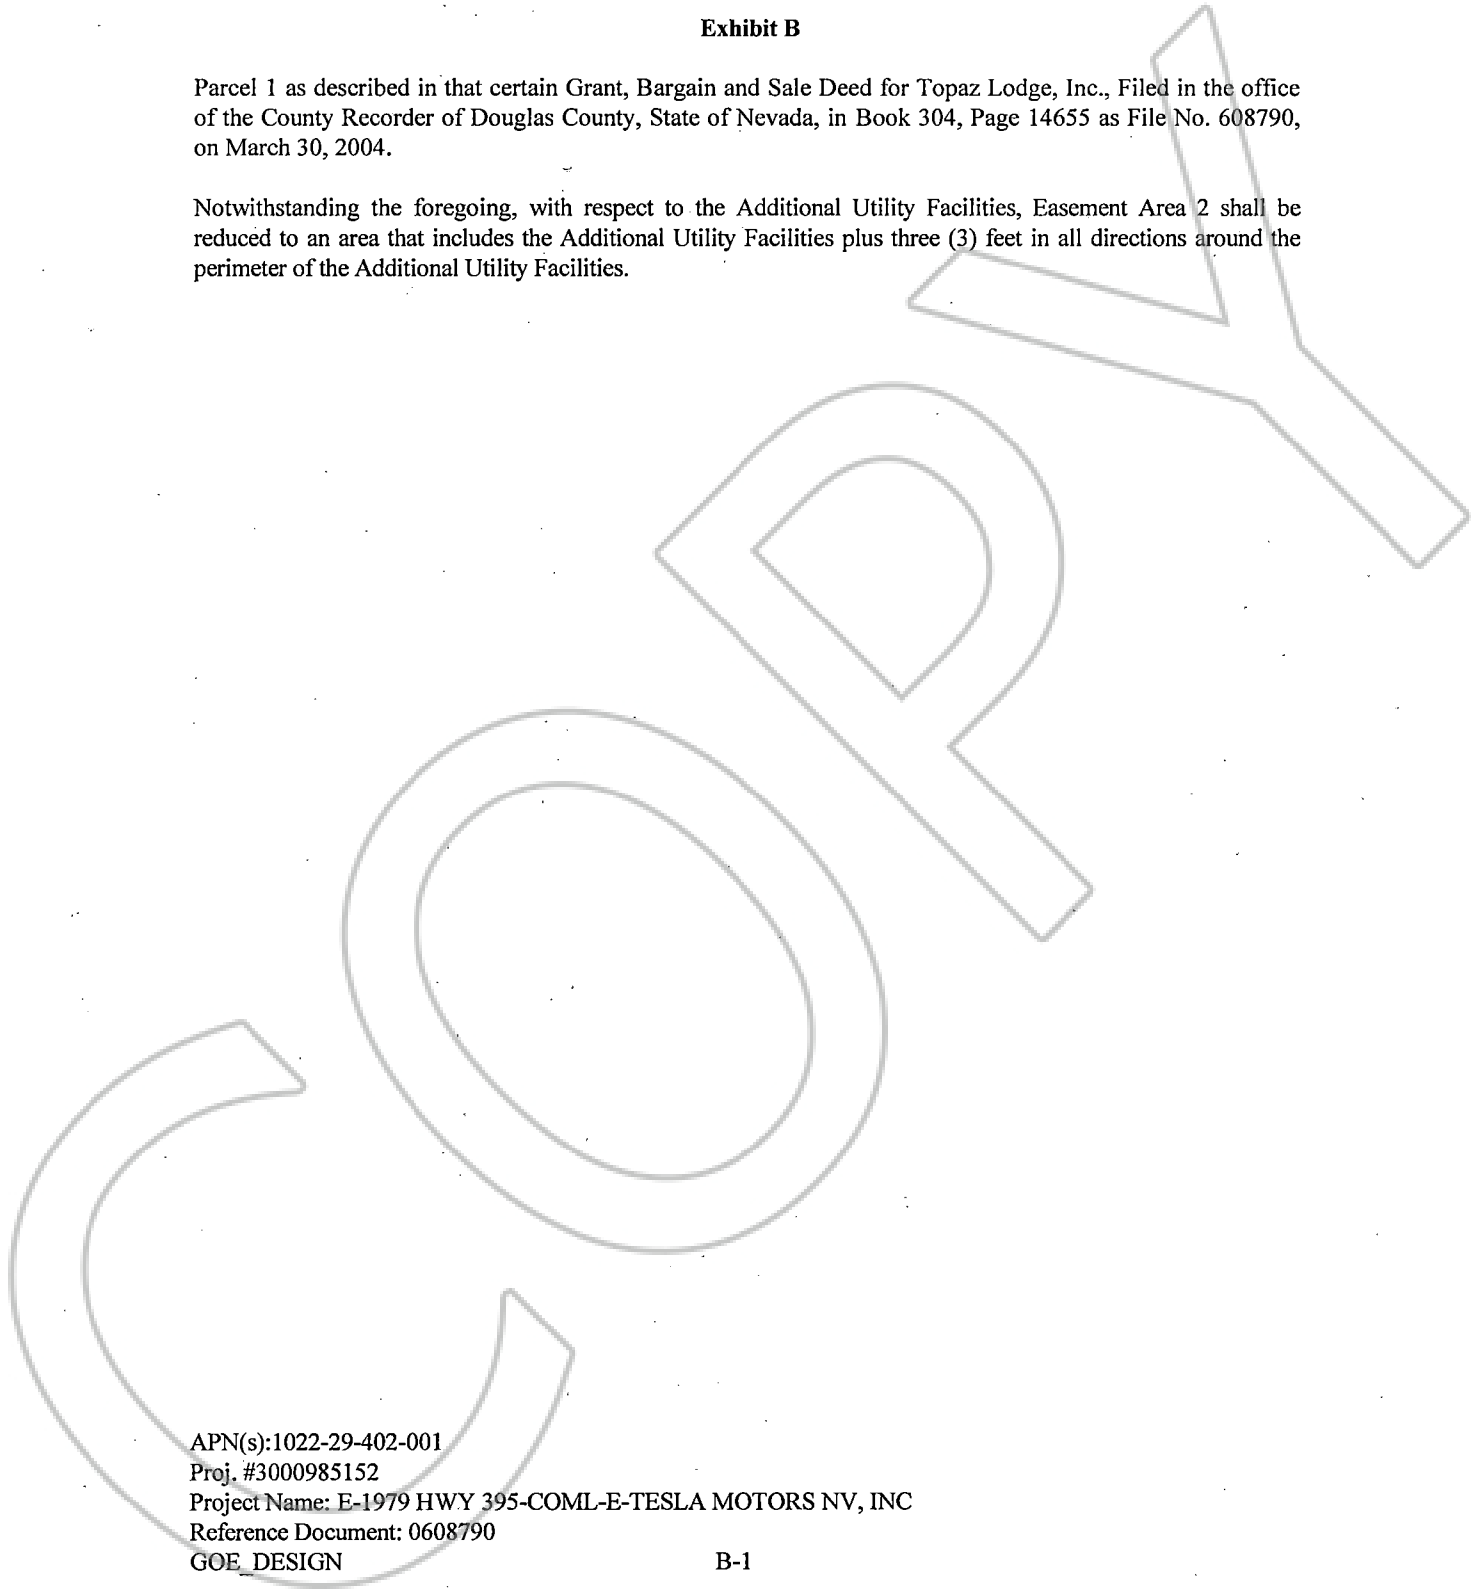 Exhibit B
Parcel 1 as described in that certain Grant, Bargain and Sale Deed for Topaz Lodge, Inc., Filed in the office
of the County Recorder of Douglas County, State of Nevada, in Book 304, Page 14655 as File No. 608790,
on March 30, 2004.
Notwithstanding the foregoing, with respect to the Additional Utility Facilities, Easement Area 2 shall be
reduced to an area that includes the Additional Utility Facilities plus three (3) feet in all directions around the
perimeter of the Additional Utility Facilities.
COPY
APN(s):1022-29-402-001
Proj. #3000985152
Project Name: E-1979 HWY 395-COML-E-TESLA MOTORS NV, INC
Reference Document: 0608790
GOE_DESIGN B-1